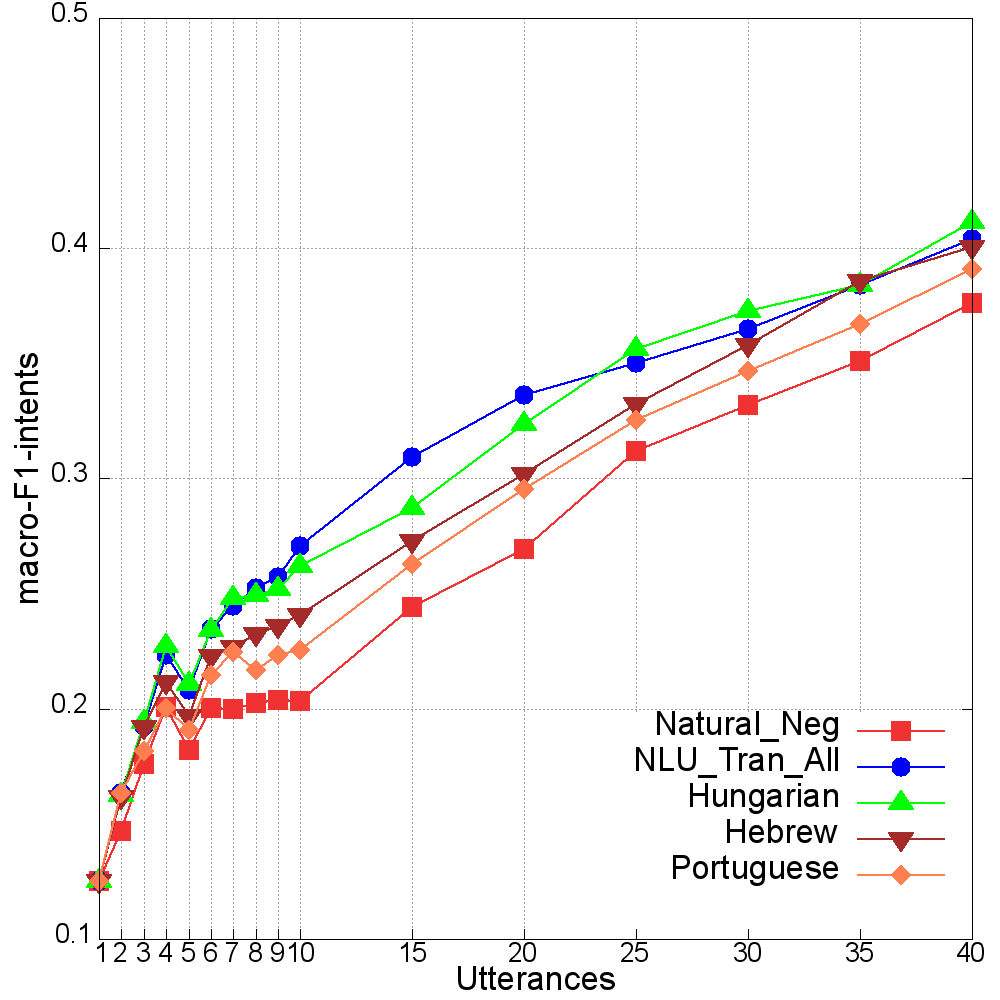 0.5
0.4
0.3
0.2
0.1
macro-F1-intents
Natural_Neg
NLU_Tran_All
Hungarian
Hebrew
Portuguese
1 2 3 4 5 6 7 8 9 10 15 20 25 30 35 40
Utterances